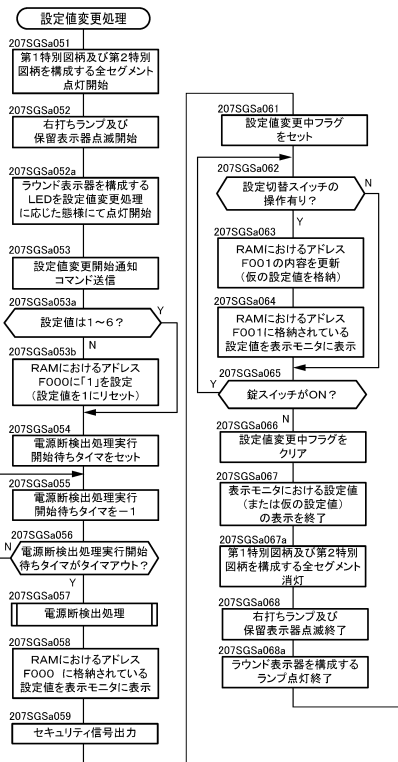 設定値変更処理
207SGSa051
第1特別図柄及び第2特別
図柄を構成する全セグメント
点灯開始
207SGSa052
右打ちランプ及び
保留表示器点滅開始
207SGSa052a
ラウンド表示器を構成する
LEDを設定値変更処理
に応じた態様にて点灯開始
207SGSa053
設定値変更開始通知
コマンド送信
207SGSa053a
設定値は1~6?
Y
N
207SGSa053b
RAMにおけるアドレス
F000に「1」を設定
(設定値を1にリセット)
207SGSa054
電源断検出処理実行
開始待ちタイマをセット
207SGSa055
電源断検出処理実行
開始待ちタイマを-1
207SGSa056
N
電源断検出処理実行開始
待ちタイマがタイムアウト?
Y
207SGSa057
電源断検出処理
207SGSa058
RAMにおけるアドレス
F000 に格納されている
設定値を表示モニタに表示
207SGSa059
セキュリティ信号出力
207SGSa061
設定値変更中フラグ
をセット
207SGSa062
設定切替スイッチの
操作有り?
N
Y
207SGSa063
RAMにおけるアドレス
F001の内容を更新
(仮の設定値を格納)
207SGSa064
RAMにおけるアドレス
F001に格納されている
設定値を表示モニタに表示
207SGSa065
Y
錠スイッチがON?
N
207SGSa066
設定値変更中フラグを
クリア
207SGSa067
表示モニタにおける設定値
(または仮の設定値)
の表示を終了
207SGSa067a
第1特別図柄及び第2特別
図柄を構成する全セグメント
消灯
207SGSa068
右打ちランプ及び
保留表示器点滅終了
207SGSa068a
ラウンド表示器を構成する
ランプ点灯終了